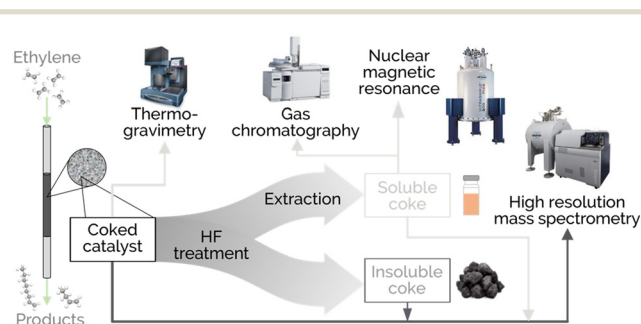 Ethylene
Thermo-
gravimetry
Gas
chromatography
Nuclear
magnetic
resonance
High resolution
mass spectrometry
Extraction
Soluble
coke
Coked
catalyst
HF
treatment
Insoluble
coke
Products